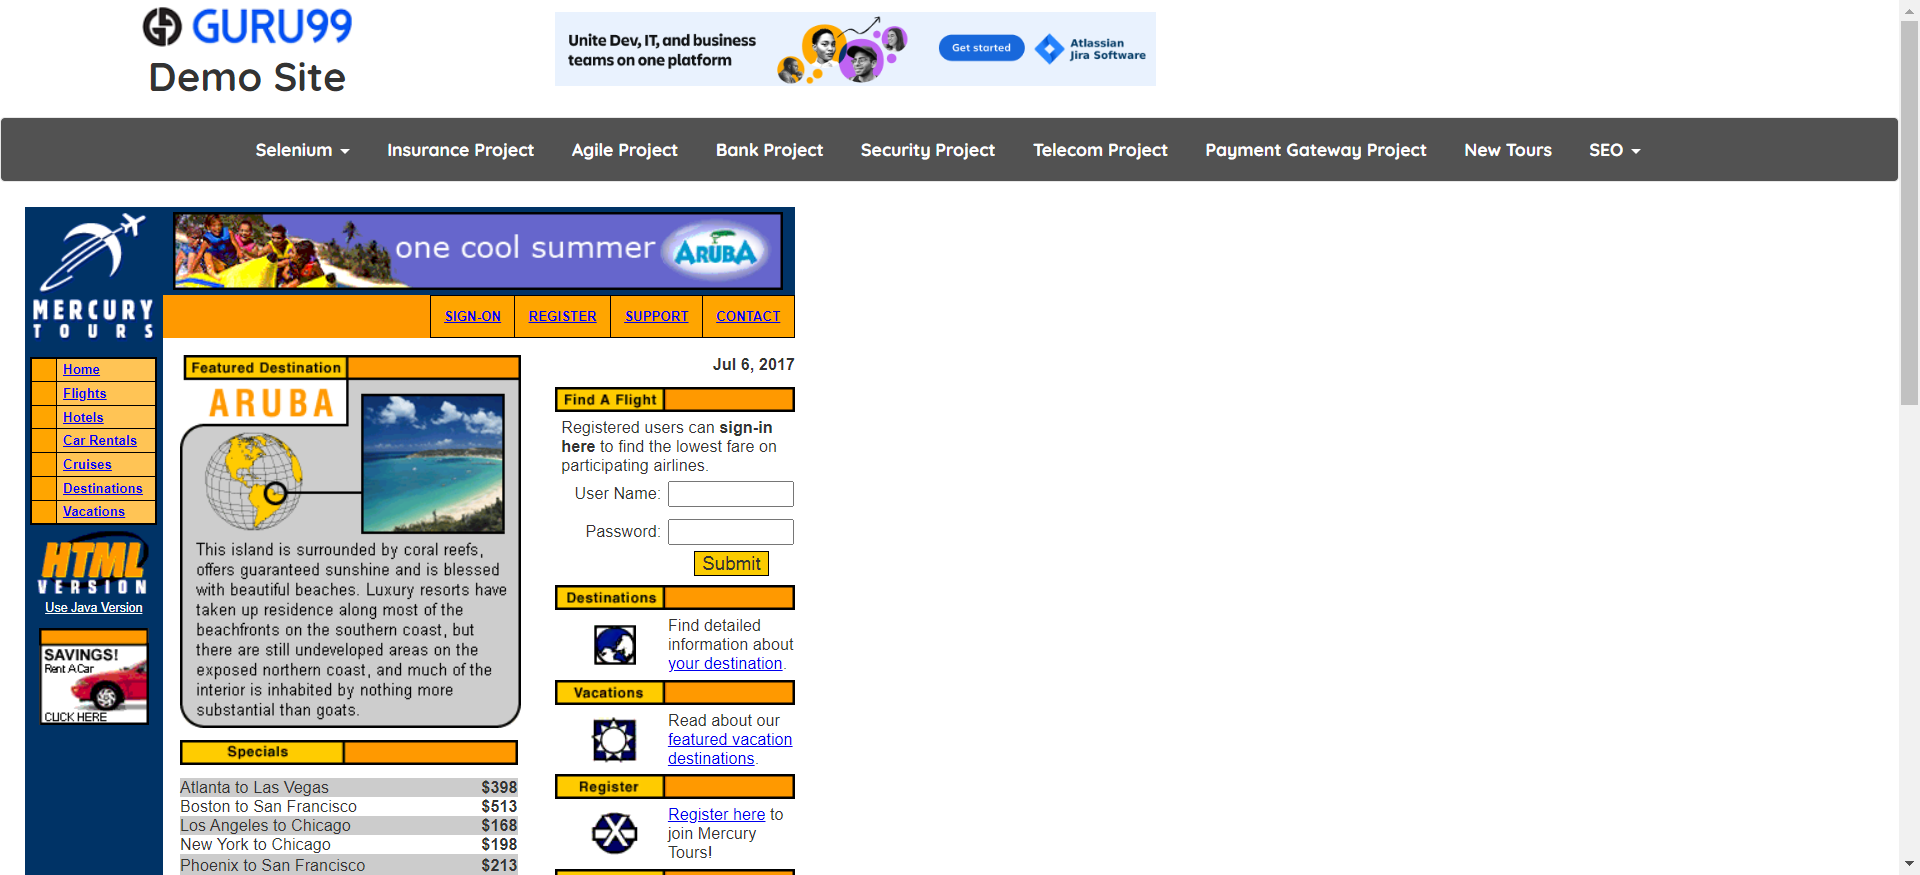 GURU99
Demo Site
Unite Dev, IT, and business
teams on one platform
Get started
Atlassian
Jira Software
Selenium
Insurance Project
Agile Project
Bank Project
Security Project
Telecom Project
Payment Gateway Project
New Tours
SEO
MERCURY
TOURS
one cool summer
ARUBA
SIGN-ON
REGISTER
SUPPORT
CONTACT
Home
Flights
Hotels
Car Rentals
Cruises
Destinations
Vacations
HTML
VERSION
Use Java Version
SAVINGS!
Rent A Car
CLICK HERE
Featured Destination
ARUBA
This island is surrounded by coral reefs,
offers guaranteed sunshine and is blessed
with beautiful beaches. Luxury resorts have
taken up residence along most of the
beachfronts on the southern coast, but
there are still undeveloped areas on the
exposed northern coast, and much of the
interior is inhabited by nothing more
substantial than goats.
Specials
Atlanta to Las Vegas $398
Boston to San Francisco $513
Los Angeles to Chicago $168
New York to Chicago $198
Phoenix to San Francisco $213
Jul 6, 2017
Find A Flight
Registered users can sign-in
here to find the lowest fare on
participating airlines.
User Name:
Password:
Submit
Destinations
Find detailed
information about
your destination.
Vacations
Read about our
featured vacation
destinations.
Register
Register here to
join Mercury
Tours!